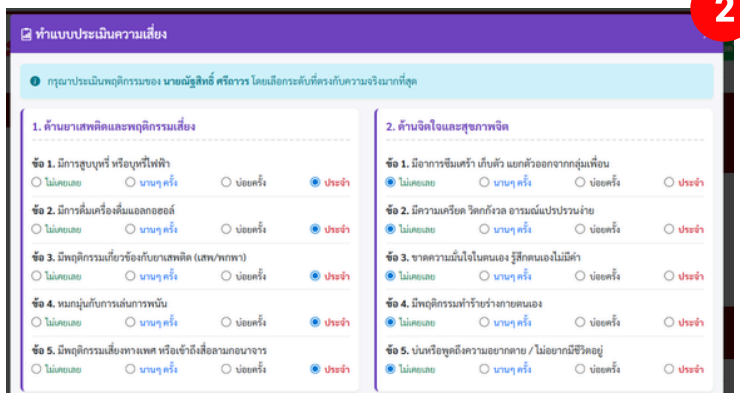 2
ทำแบบประเมินความเสี่ยง
กรุณาประเมินพฤติกรรมของ นายณัฐสิทธิ์ ศรีถาวร โดยเลือกระดับที่ตรงกับความจริงมากที่สุด
1. ด้านยาเสพติดและพฤติกรรมเสี่ยง
ข้อ 1. มีการสูบบุหรี่ หรือบุหรี่ไฟฟ้า
ไม่เคยเลย นานๆ ครั้ง บ่อยครั้ง ประจำ
ข้อ 2. มีการดื่มเครื่องดื่มแอลกอฮอล์
ไม่เคยเลย นานๆ ครั้ง บ่อยครั้ง ประจำ
ข้อ 3. มีพฤติกรรมเกี่ยวข้องกับยาเสพติด (เสพ/พกพา)
ไม่เคยเลย นานๆ ครั้ง บ่อยครั้ง ประจำ
ข้อ 4. หมกมุ่นกับการเล่นการพนัน
ไม่เคยเลย นานๆ ครั้ง บ่อยครั้ง ประจำ
ข้อ 5. มีพฤติกรรมเสี่ยงทางเพศ หรือเข้าถึงสื่อลามกอนาจาร
ไม่เคยเลย นานๆ ครั้ง บ่อยครั้ง ประจำ
2. ด้านจิตใจและสุขภาพจิต
ข้อ 1. มีอาการซึมเศร้า เก็บตัว แยกตัวออกจากกลุ่มเพื่อน
ไม่เคยเลย นานๆ ครั้ง บ่อยครั้ง ประจำ
ข้อ 2. มีความเครียด วิตกกังวล อารมณ์แปรปรวนง่าย
ไม่เคยเลย นานๆ ครั้ง บ่อยครั้ง ประจำ
ข้อ 3. ขาดความมั่นใจในตนเอง รู้สึกตนเองไม่มีค่า
ไม่เคยเลย นานๆ ครั้ง บ่อยครั้ง ประจำ
ข้อ 4. มีพฤติกรรมทำร้ายร่างกายตนเอง
ไม่เคยเลย นานๆ ครั้ง บ่อยครั้ง ประจำ
ข้อ 5. บ่นหรือพูดถึงความอยากตาย / ไม่อยากมีชีวิตอยู่
ไม่เคยเลย นานๆ ครั้ง บ่อยครั้ง ประจำ